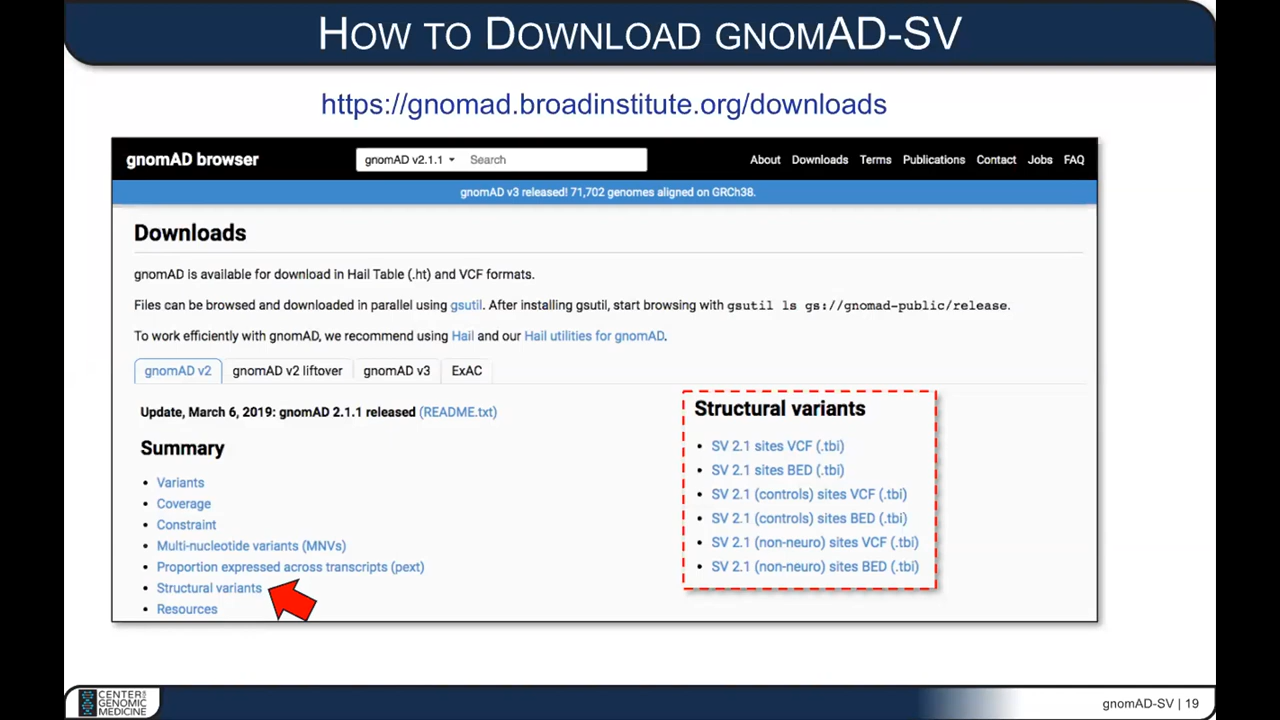 HOW TO DOWNLOAD GNOMAD-SV
https://gnomad.broadinstitute.org/downloads
gnomAD browser
gnomAD v2.1.1
Search
About Downloads Terms Publications Contact Jobs FAQ
gnomAD v3 released! 71,702 genomes aligned on GRCh38.
Downloads
gnomAD is available for download in Hail Table (.ht) and VCF formats.
Files can be browsed and downloaded in parallel using gsutil. After installing gsutil, start browsing with gsutil ls gs://gnomad-public/release.
To work efficiently with gnomAD, we recommend using Hail and our Hail utilities for gnomAD.
gnomAD v2 gnomAD v2 liftover gnomAD v3 ExAC
Update, March 6, 2019: gnomAD 2.1.1 released (README.txt)
Summary
Variants
Coverage
Constraint
Multi-nucleotide variants (MNVs)
Proportion expressed across transcripts (pext)
Structural variants
Resources
Structural variants
SV 2.1 sites VCF (.tbi)
SV 2.1 sites BED (.tbi)
SV 2.1 (controls) sites VCF (.tbi)
SV 2.1 (controls) sites BED (.tbi)
SV 2.1 (non-neuro) sites VCF (.tbi)
SV 2.1 (non-neuro) sites BED (.tbi)
CENTER FOR
GENOMIC
MEDICINE
gnomAD-SV | 19